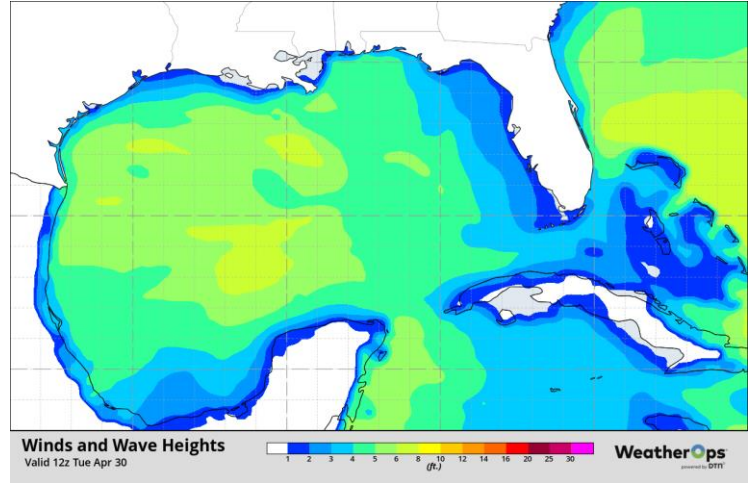 Winds and Wave Heights
Valid 12z Tue Apr 30
1 2 3 4 5 6 8 10 12 14 16 20 25 30
(ft.)
WeatherOps
powered by DTN